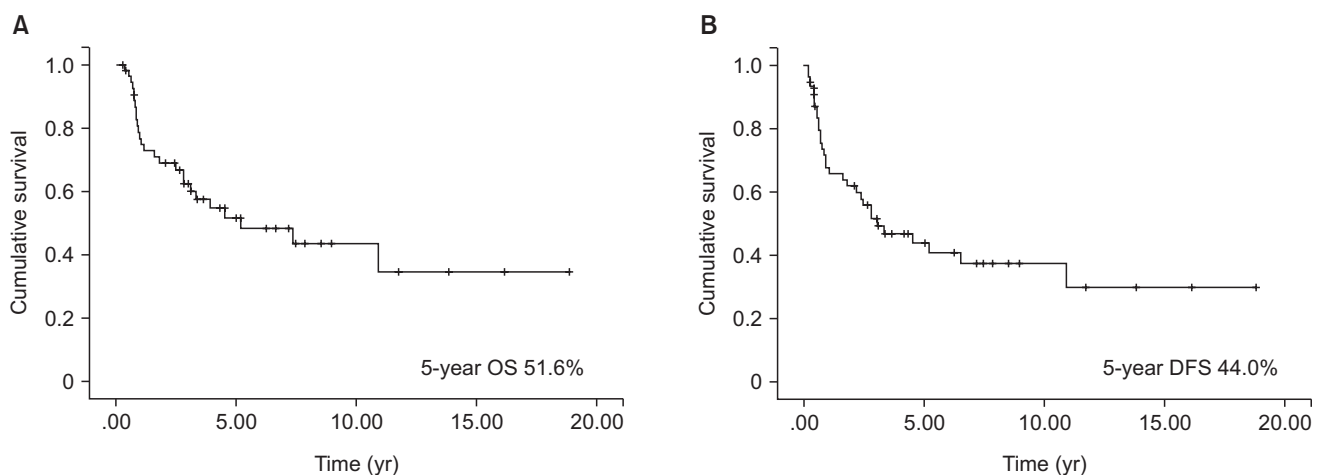 A
Cumulative survival
1.0
0.8
0.6
0.4
0.2
0
5-year OS 51.6%
.00 5.00 10.00 15.00 20.00
Time (yr)
B
Cumulative survival
1.0
0.8
0.6
0.4
0.2
0
5-year DFS 44.0%
.00 5.00 10.00 15.00 20.00
Time (yr)